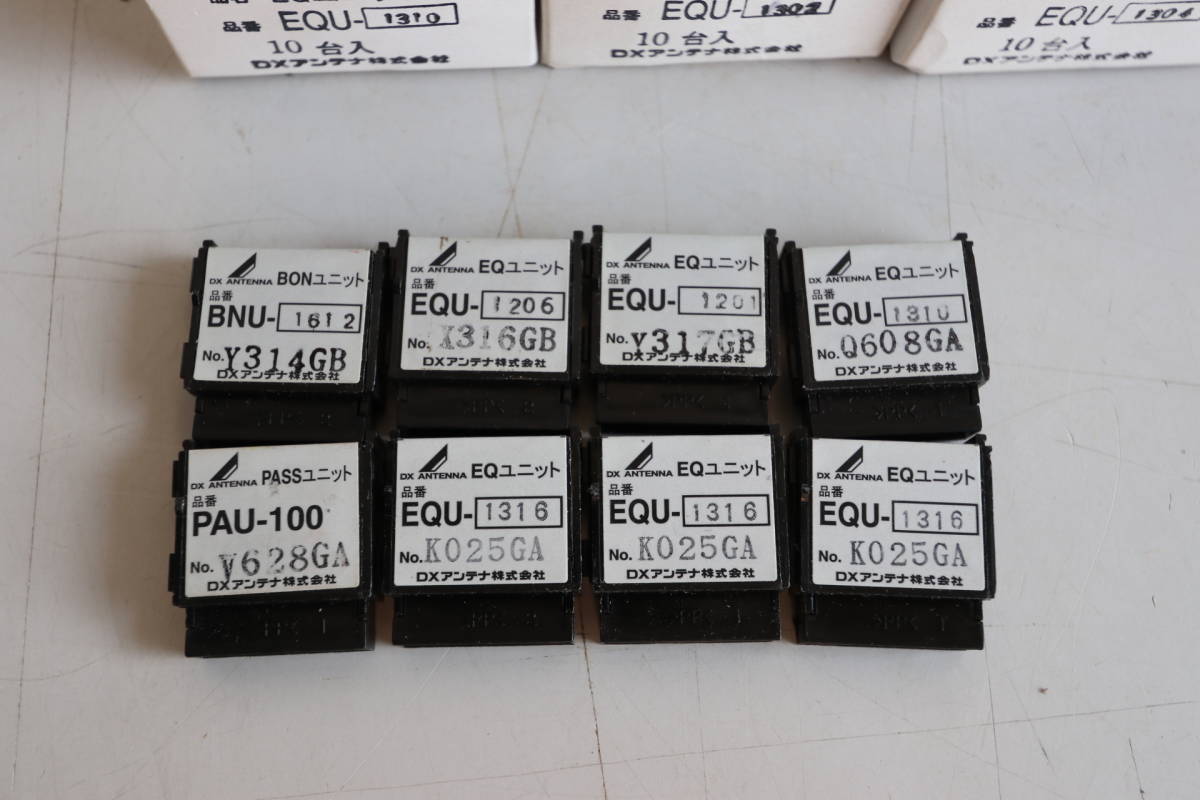 品番 EQU-1310
10台入
DXアンテナ株式会社
品番 EQU-1302
10台入
DXアンテナ株式会社
品番 EQU-1304
10台入
DXアンテナ株式会社
DX ANTENNA BONユニット
品番
BNU-1612
No. Y314GB
DXアンテナ株式会社
DX ANTENNA EQユニット
品番
EQU-1206
No. X316GB
DXアンテナ株式会社
DX ANTENNA EQユニット
品番
EQU-1201
No. Y317GB
DXアンテナ株式会社
DX ANTENNA EQユニット
品番
EQU-1310
No. Q608GA
DXアンテナ株式会社
DX ANTENNA PASSユニット
品番
PAU-100
No. Y628GA
DXアンテナ株式会社
DX ANTENNA EQユニット
品番
EQU-1316
No. K025GA
DXアンテナ株式会社
DX ANTENNA EQユニット
品番
EQU-1316
No. K025GA
DXアンテナ株式会社
DX ANTENNA EQユニット
品番
EQU-1316
No. K025GA
DXアンテナ株式会社